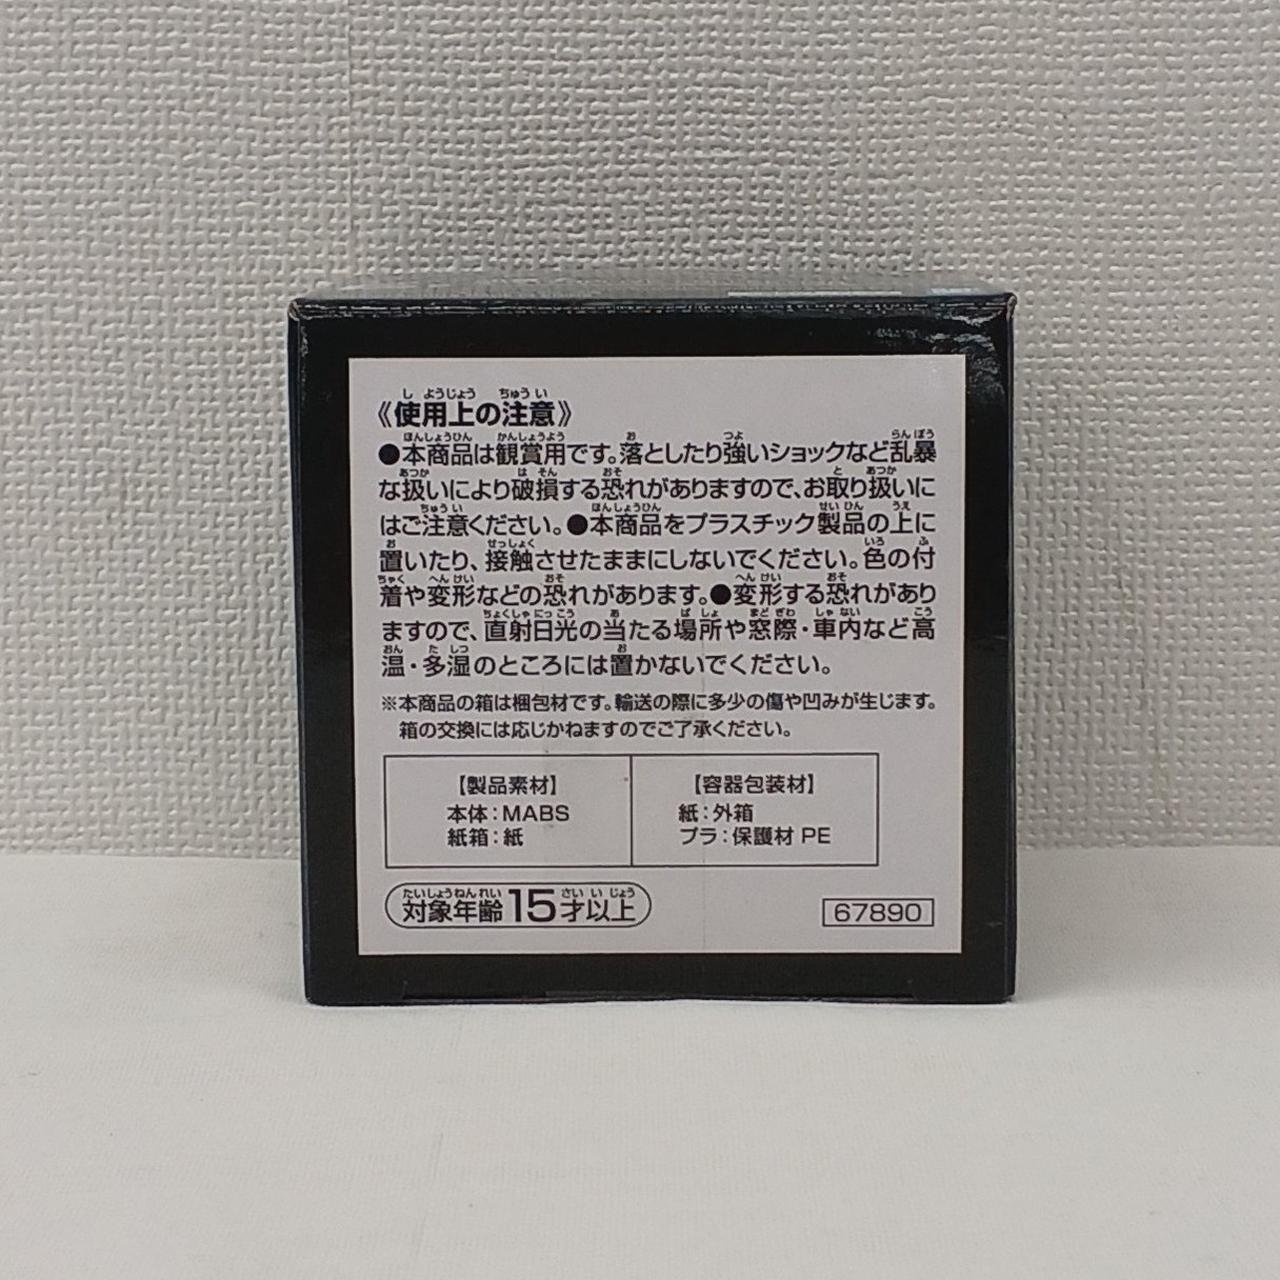 《使用上の注意》
●本商品は観賞用です。落としたり強いショックなど乱暴
な扱いにより破損する恐れがありますので、お取り扱いに
はご注意ください。●本商品をプラスチック製品の上に
置いたり、接触させたままにしないでください。色の付
着や変形などの恐れがあります。●変形する恐れがあり
ますので、直射日光の当たる場所や窓際・車内など高
温・多湿のところには置かないでください。
※本商品の箱は梱包材です。輸送の際に多少の傷や凹みが生じます。
箱の交換には応じかねますのでご了承ください。
【製品素材】
本体：MABS
紙箱：紙
【容器包装材】
紙：外箱
プラ：保護材 PE
対象年齢15才以上
67890